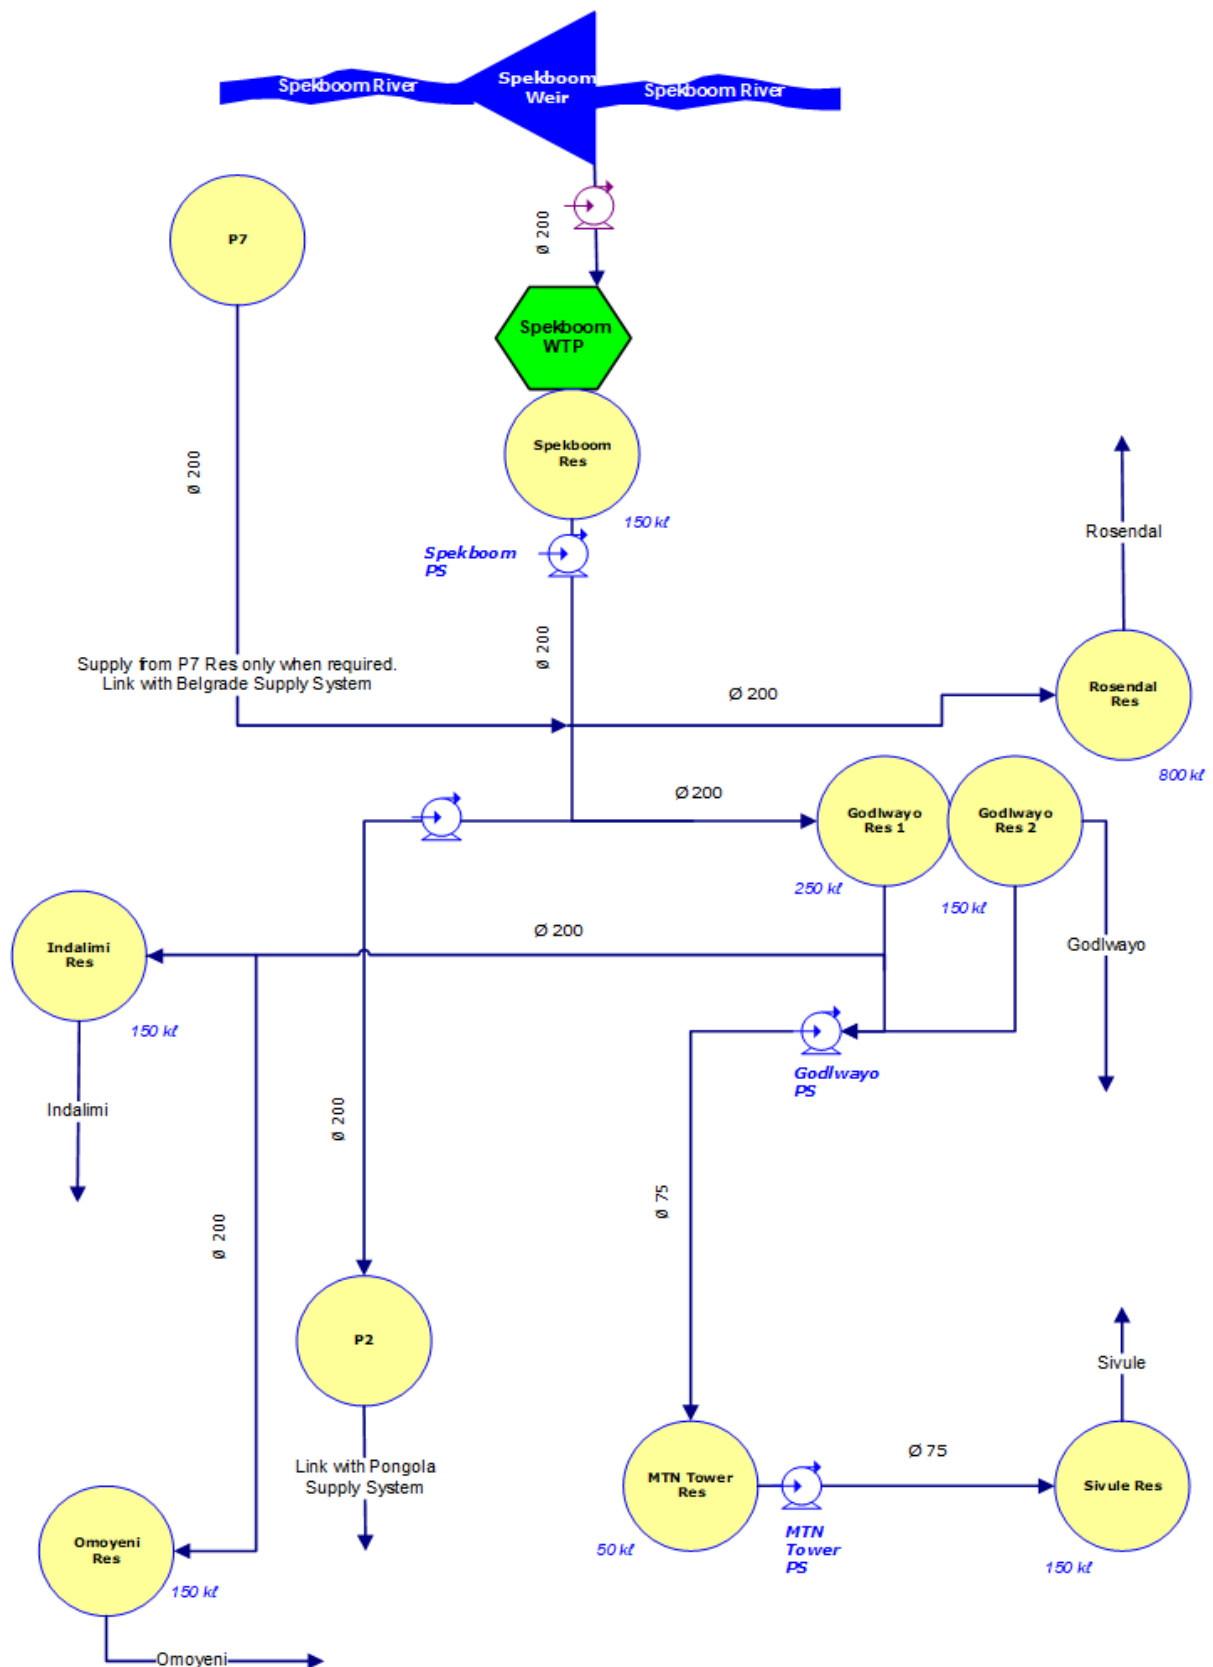 Spekboom River
Spekboom
Weir
Spekboom River
P7
Ø 200
Spekboom
WTP
Spekboom
Res
150 kℓ
Ø 200
Spekboom
PS
Rosendal
Ø 200
Supply from P7 Res only when required.
Link with Belgrade Supply System
Ø 200
Rosendal
Res
800 kℓ
Ø 200
Godlwayo
Res 1
Godlwayo
Res 2
250 kℓ
150 kℓ
Godlwayo
Indalimi
Res
150 kℓ
Ø 200
Godlwayo
PS
Indalimi
Ø 200
Ø 200
Ø 75
P2
Link with Pongola
Supply System
Sivule
MTN Tower
Res
50 kℓ
Ø 75
MTN
Tower
PS
Sivule Res
150 kℓ
Omoyeni
Res
150 kℓ
Omoyeni